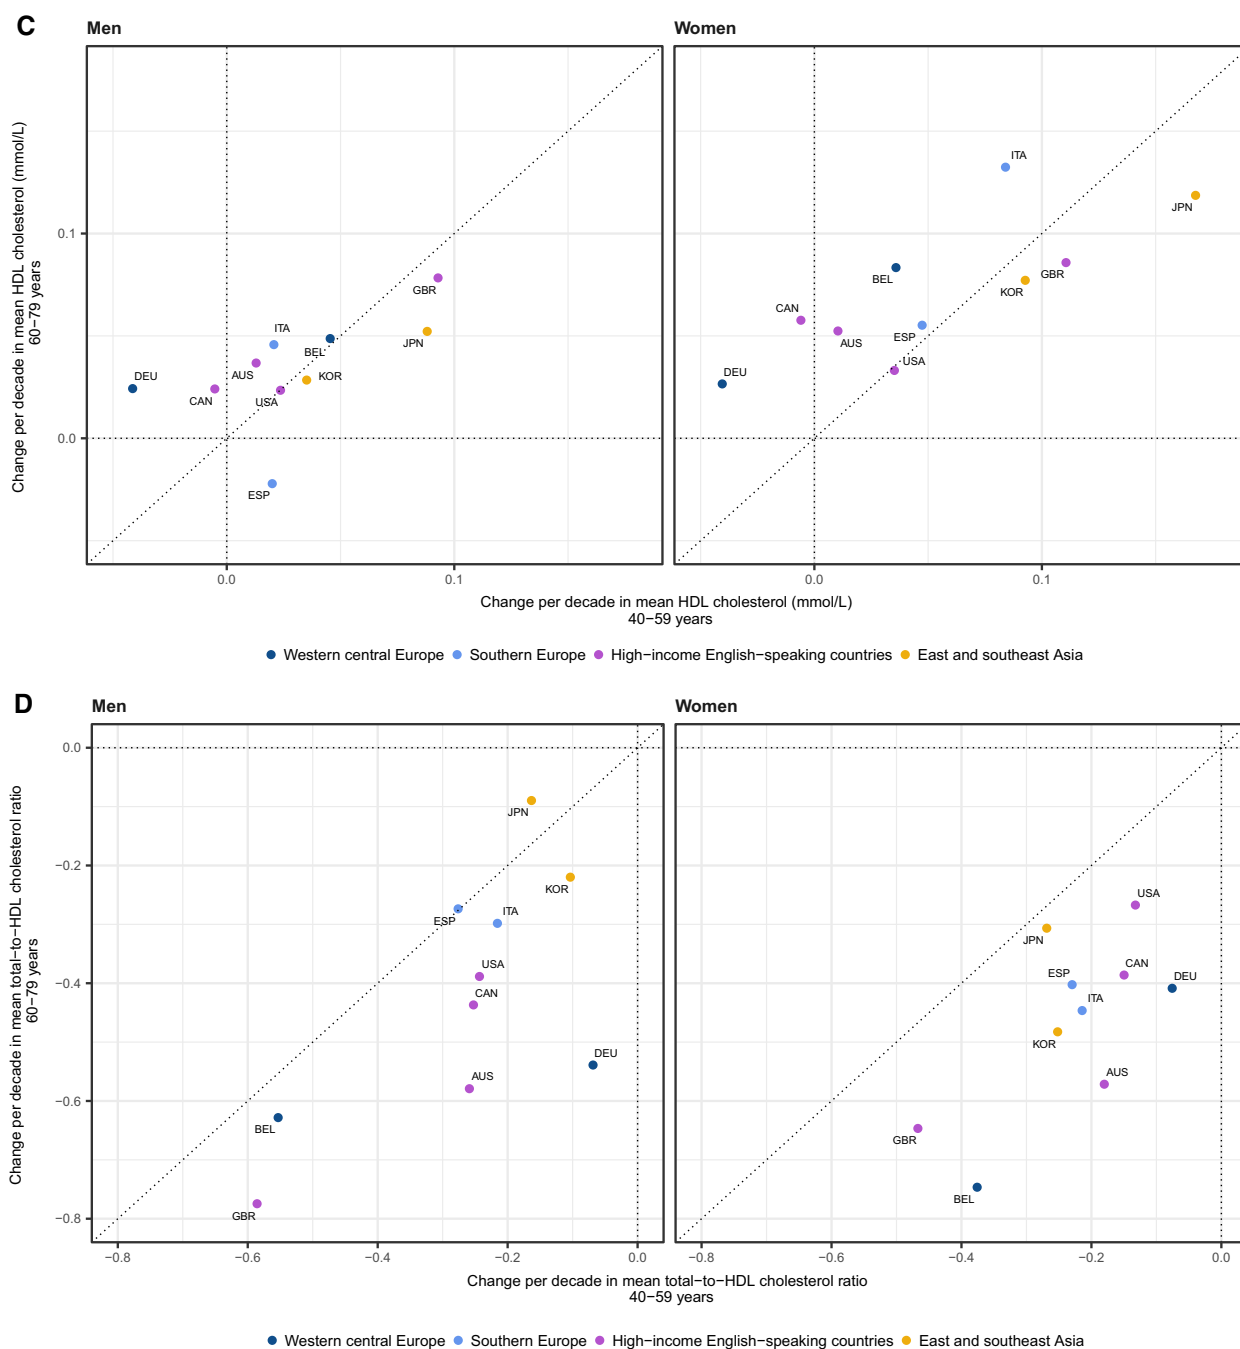 C
Men
Women
Change per decade in mean HDL cholesterol (mmol/L)
60−79 years
0.1
0.0
DEU
CAN
AUS
ITA
USA
BEL
KOR
GBR
JPN
ESP
ITA
JPN
BEL
GBR
KOR
CAN
AUS
ESP
USA
DEU
0.0
0.1
0.0
0.1
Change per decade in mean HDL cholesterol (mmol/L)
40−59 years
Western central Europe
Southern Europe
High−income English−speaking countries
East and southeast Asia
D
Men
Women
Change per decade in mean total−to−HDL cholesterol ratio
60−79 years
0.0
−0.2
−0.4
−0.6
−0.8
JPN
KOR
ESP
ITA
USA
CAN
DEU
AUS
BEL
GBR
USA
JPN
CAN
ESP
DEU
ITA
KOR
AUS
GBR
BEL
−0.8
−0.6
−0.4
−0.2
0.0
−0.8
−0.6
−0.4
−0.2
0.0
Change per decade in mean total−to−HDL cholesterol ratio
40−59 years
Western central Europe
Southern Europe
High−income English−speaking countries
East and southeast Asia